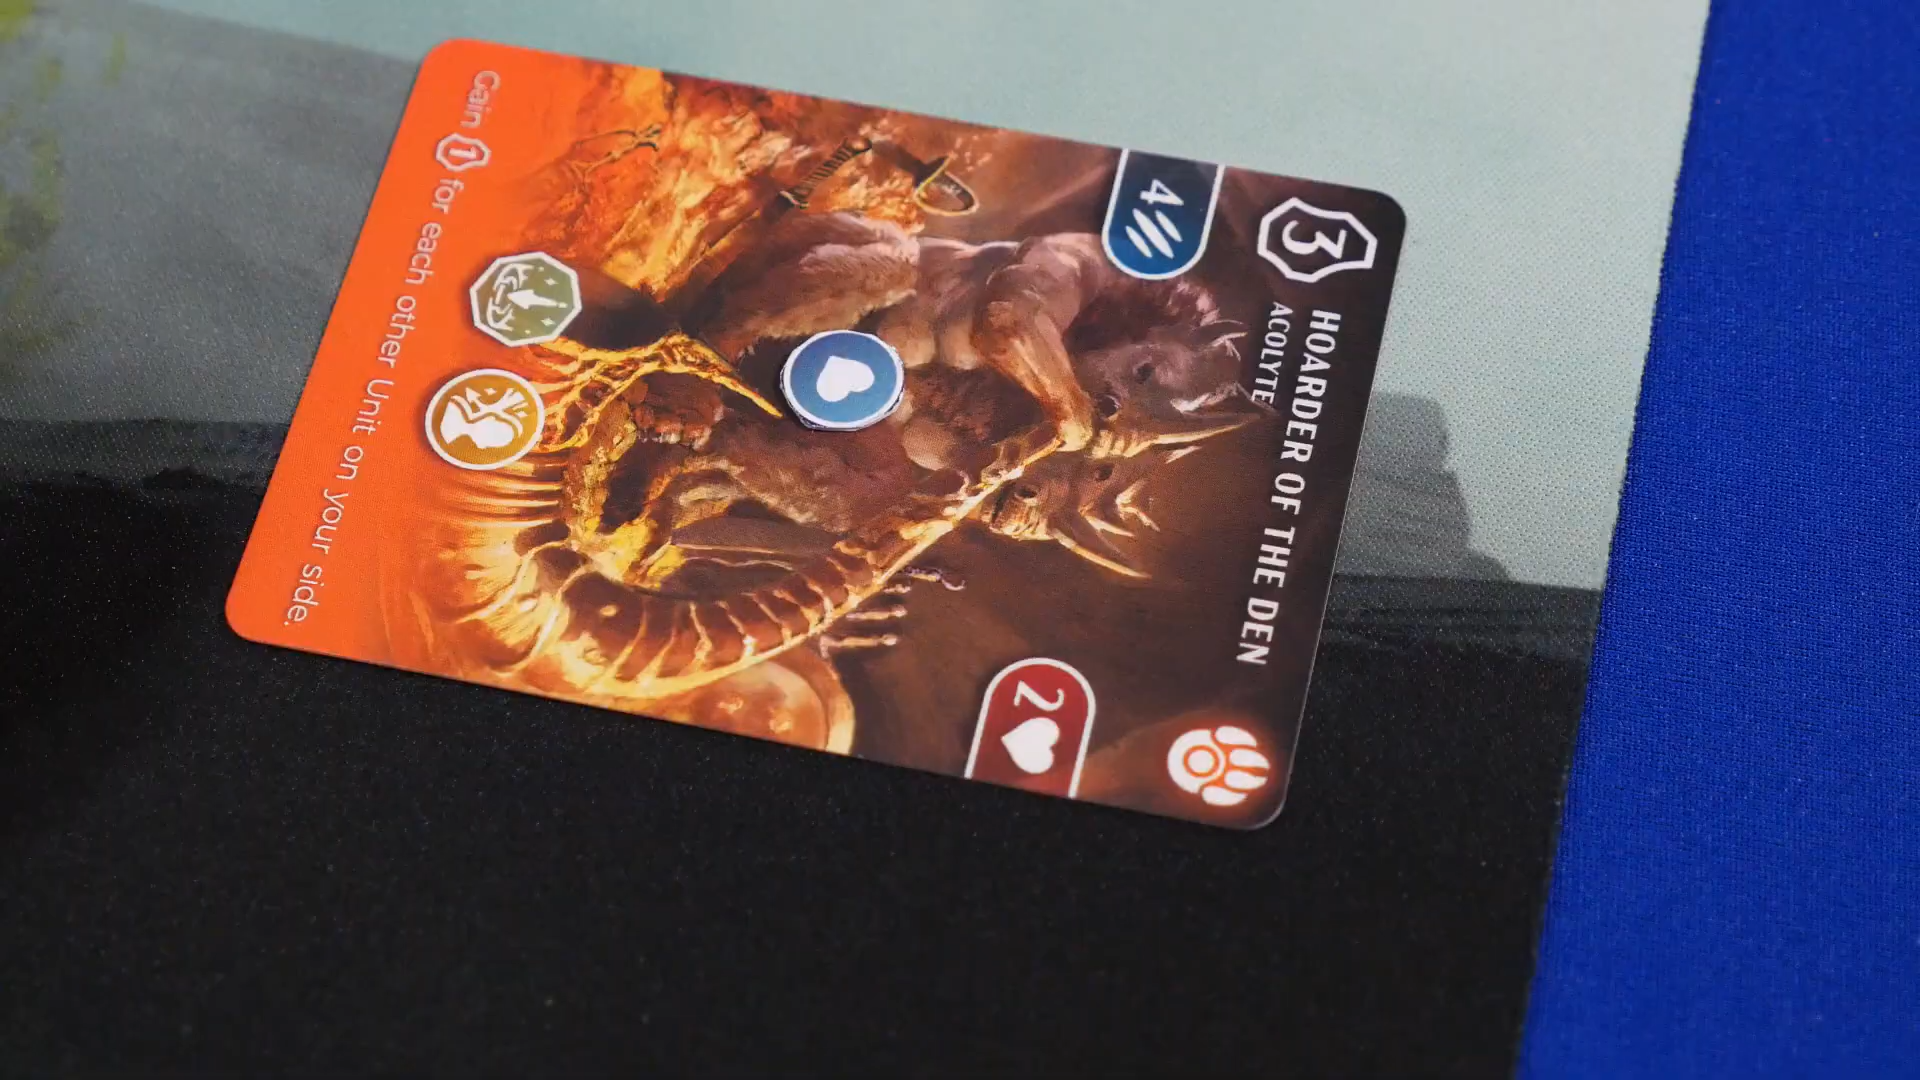 3
HOARDER OF THE DEN
ACOLYTE
4
2
Gain 1 for each other Unit on your side.